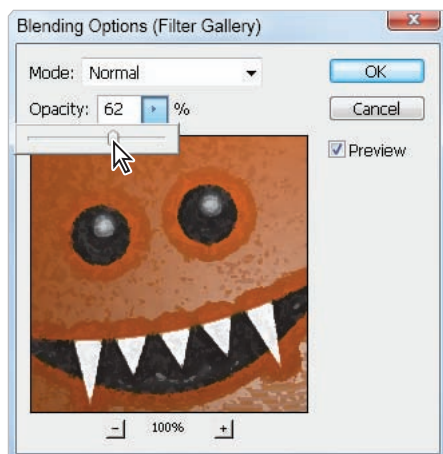 Blending Options (Filter Gallery)
Mode: Normal
OK
Opacity: 62 %
Cancel
Preview
100%